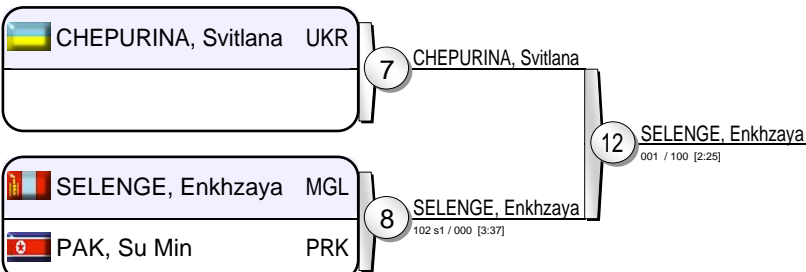 CHEPURINA, Svitlana UKR
7
CHEPURINA, Svitlana
12
SELENGE, Enkhzaya
001 / 100 [2:25]
SELENGE, Enkhzaya MGL
8
SELENGE, Enkhzaya
102 s1 / 000 [3:37]
PAK, Su Min PRK